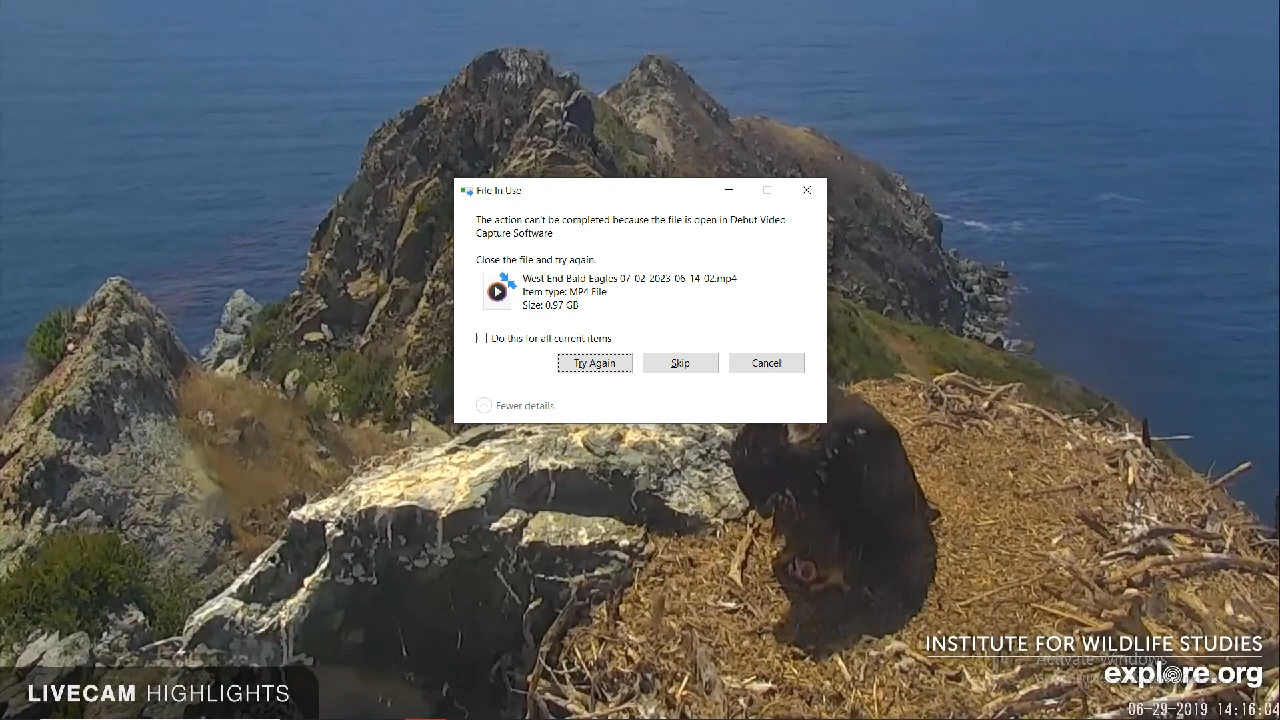 File In Use
The action can't be completed because the file is open in Debut Video
Capture Software
Close the file and try again.
West End Bald Eagles 07-02-2023-06-14-02.mp4
Item type: MP4 File
Size: 0.97 GB
Do this for all current items
Try Again
Skip
Cancel
Fewer details
INSTITUTE FOR WILDLIFE STUDIES
Activate Windows
explore.org
LIVECAM HIGHLIGHTS
06-29-2019 14:16:04